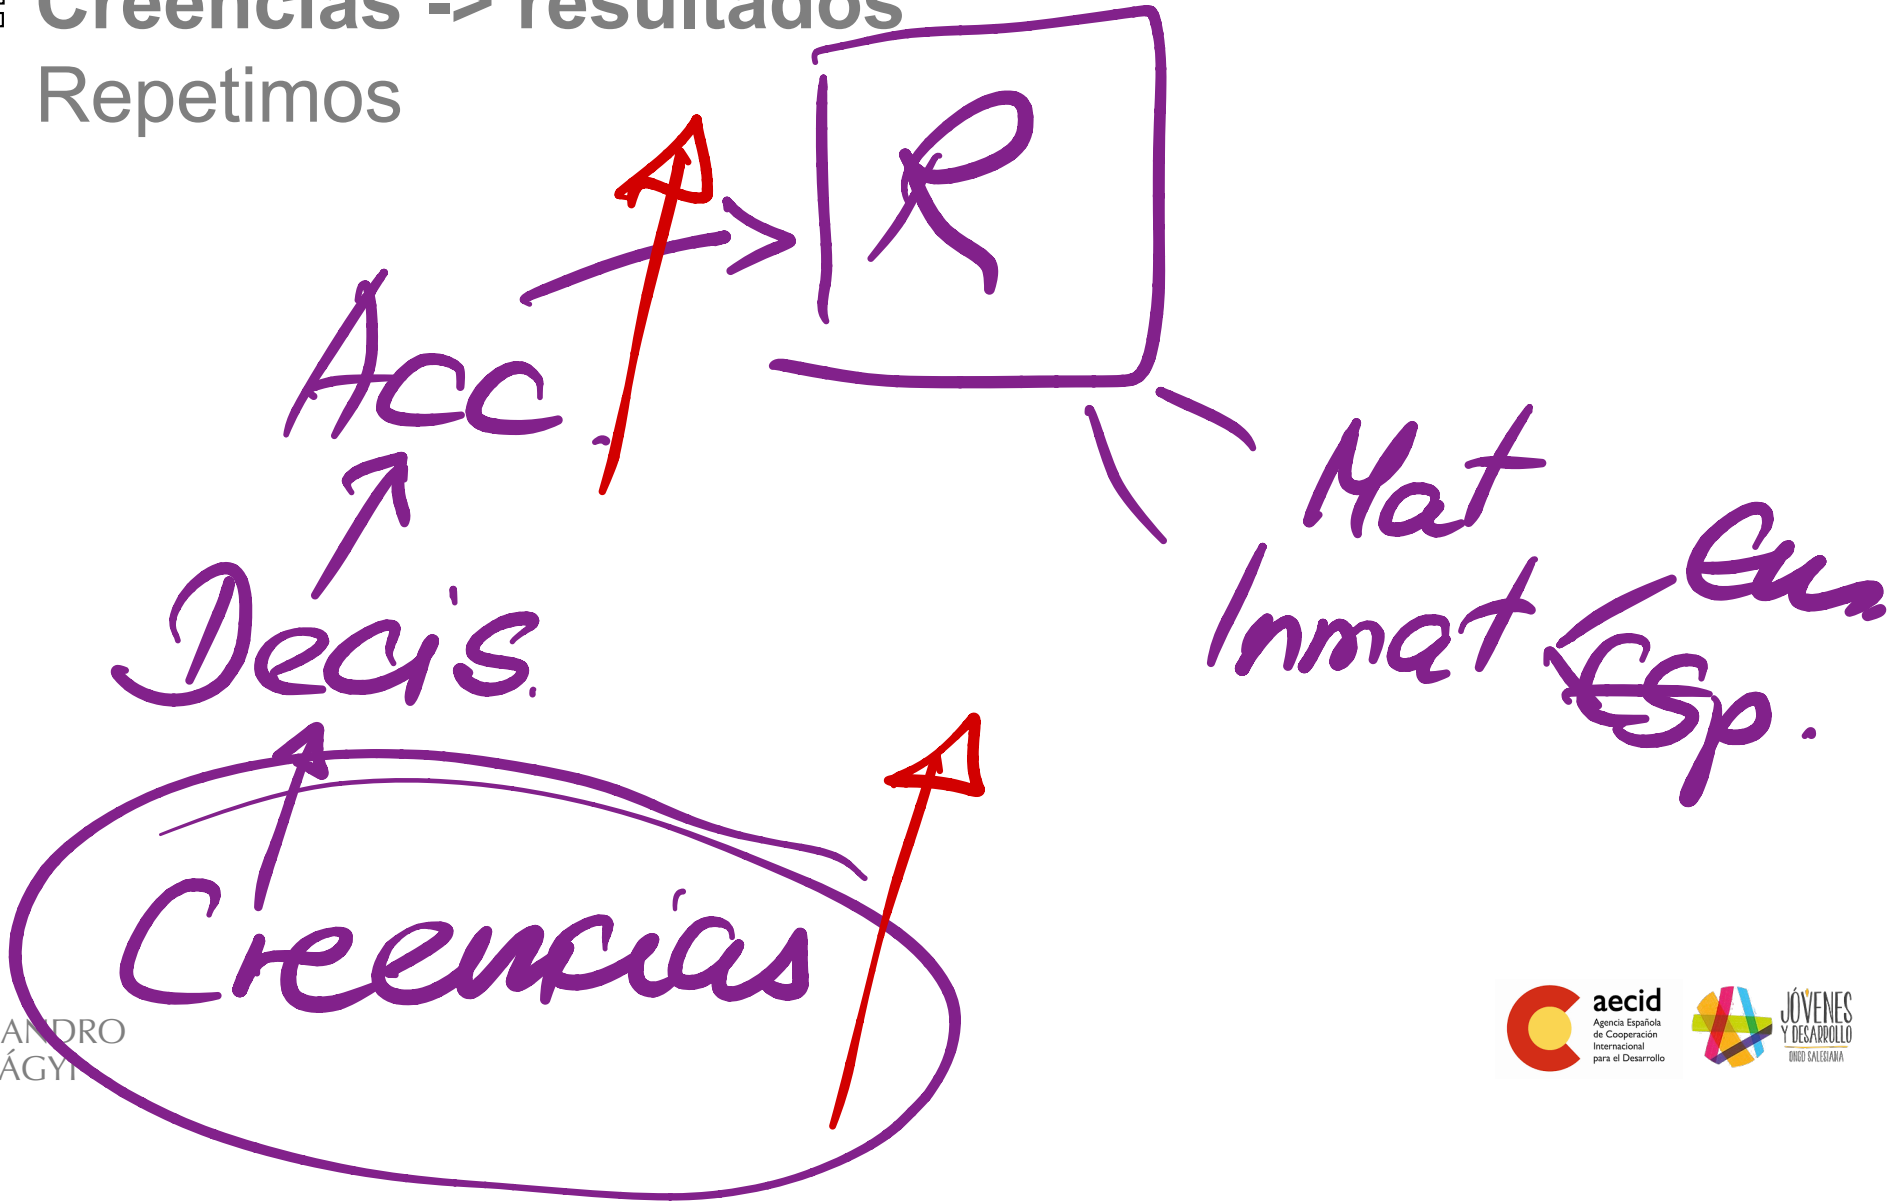 Creencias -> resultados
Repetimos
R
Acc.
Mat
Inmat
Esp.
Decis.
Creencias
ANDRO
ÁGYI
aecid
Agencia Española
de Cooperación
Internacional
para el Desarrollo
JÓVENES
Y DESARROLLO
ONGD SALESIANA